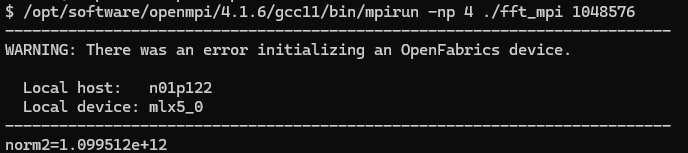 $ /opt/software/openmpi/4.1.6/gcc11/bin/mpirun -np 4 ./fft_mpi 1048576
--------------------------------------------------------------------------
WARNING: There was an error initializing an OpenFabrics device.

  Local host:   n01p122
  Local device: mlx5_0
--------------------------------------------------------------------------
norm2=1.099512e+12